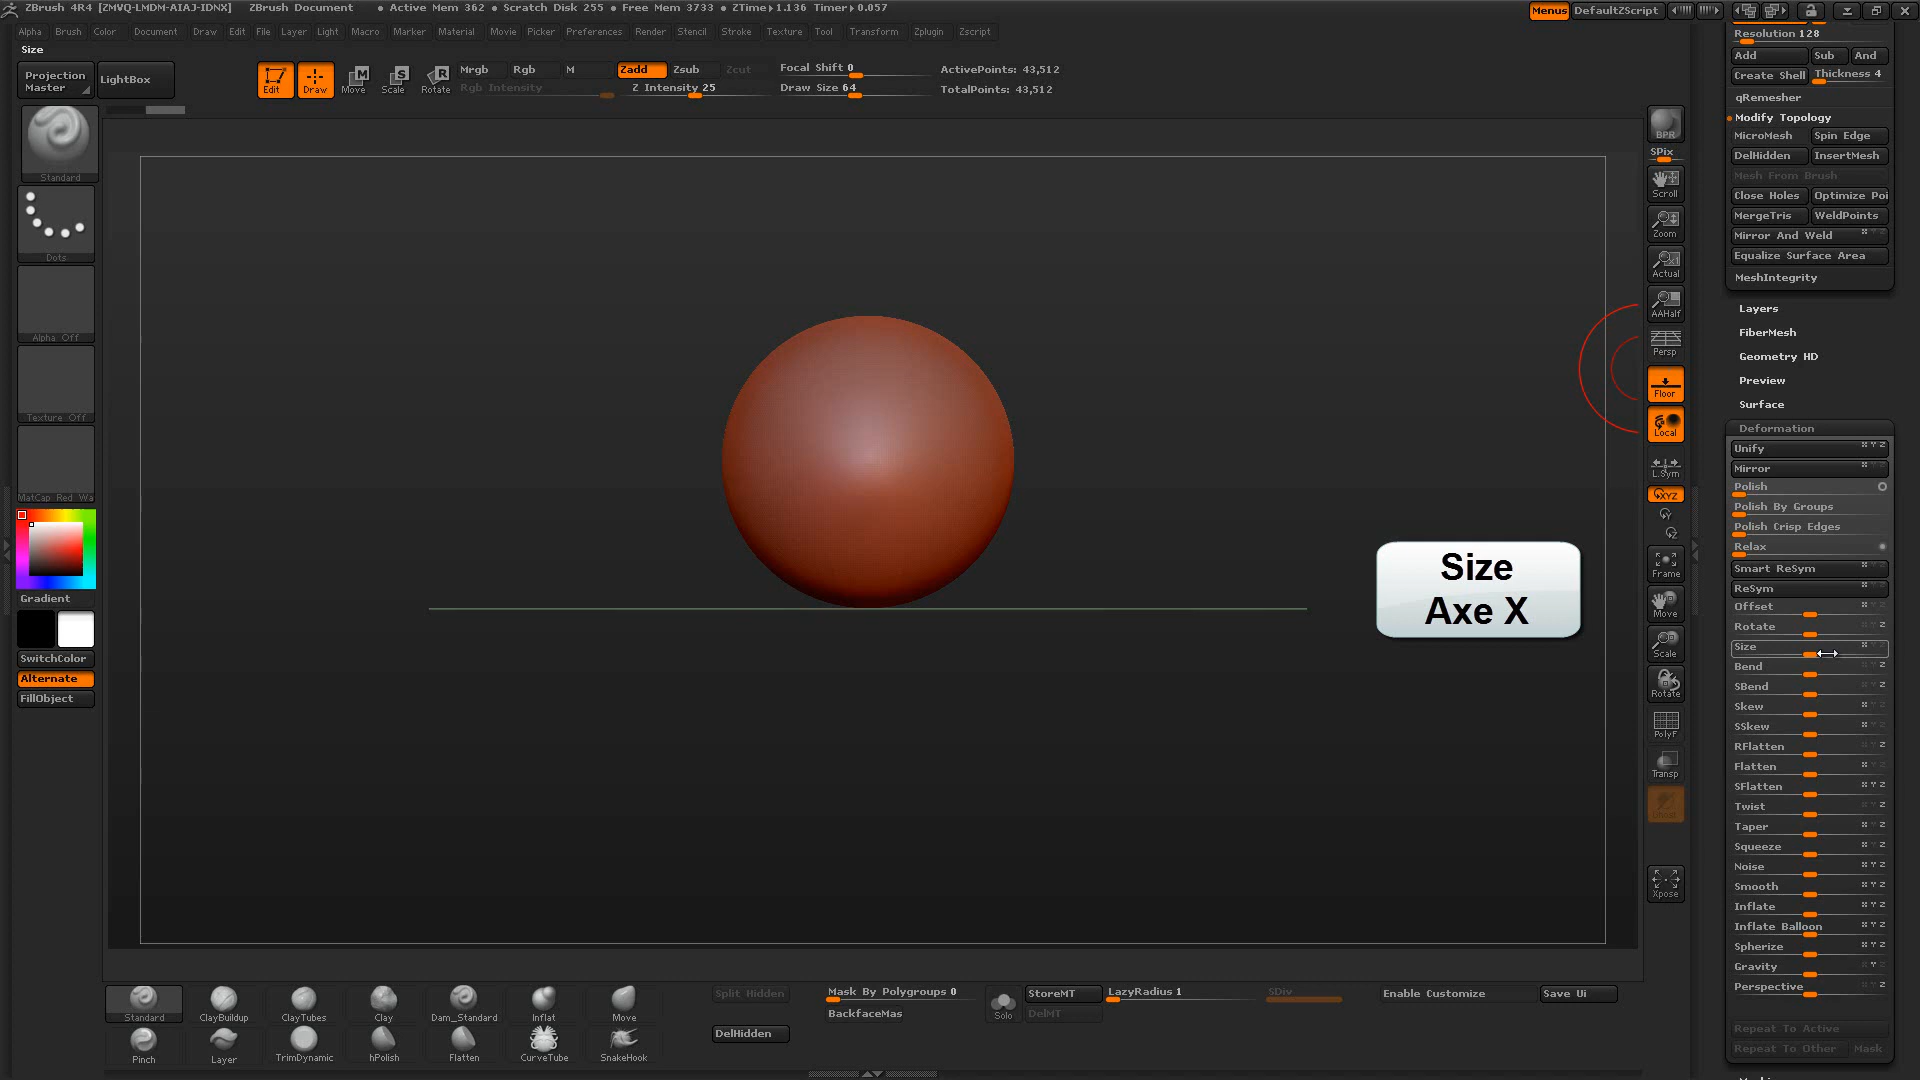 ZBrush 4R4 [ZMVQ-LMDM-AIAJ-IDNX] ZBrush Document • Active Mem 362 • Scratch Disk 255 • Free Mem 3733 • ZTime▸1.136 Timer▸0.057
Menus DefaultZScript
Alpha Brush Color Document Draw Edit File Layer Light Macro Marker Material Movie Picker Preferences Render Stencil Stroke Texture Tool Transform Zplugin Zscript
Size
Projection Master
LightBox
Edit
Draw
Move
Scale
Rotate
Mrgb Rgb M
Rgb Intensity
Zadd Zsub Zcut
Z Intensity 25
Focal Shift 0
Draw Size 64
ActivePoints: 43,512
TotalPoints: 43,512
Standard
Dots
Alpha Off
Texture Off
MatCap Red Wa
Gradient
SwitchColor
Alternate
FillObject
Size
Axe X
BPR
SPix
Scroll
Zoom
Actual
AAHalf
Persp
Floor
Local
L.Sym
XYZ
Frame
Move
Scale
Rotate
PolyF
Transp
Xpose
Resolution 128
Add Sub And
Create Shell Thickness 4
qRemesher
Modify Topology
MicroMesh Spin Edge
DelHidden InsertMesh
Mesh From Brush
Close Holes Optimize Poi
MergeTris WeldPoints
Mirror And Weld
Equalize Surface Area
MeshIntegrity
Layers
FiberMesh
Geometry HD
Preview
Surface
Deformation
Unify
Mirror
Polish
Polish By Groups
Polish Crisp Edges
Relax
Smart ReSym
ReSym
Offset
Rotate
Size
Bend
SBend
Skew
SSkew
RFlatten
Flatten
SFlatten
Twist
Taper
Squeeze
Noise
Smooth
Inflate
Inflate Balloon
Spherize
Gravity
Perspective
Repeat To Active
Repeat To Other Mask
Standard ClayBuildup ClayTubes Clay Dam_Standard Inflat Move
Pinch Layer TrimDynamic hPolish Flatten CurveTube SnakeHook
Split Hidden
DelHidden
Mask By Polygroups 0
BackfaceMas
Solo
StoreMT
DelMT
LazyRadius 1
SDiv
Enable Customize
Save Ui